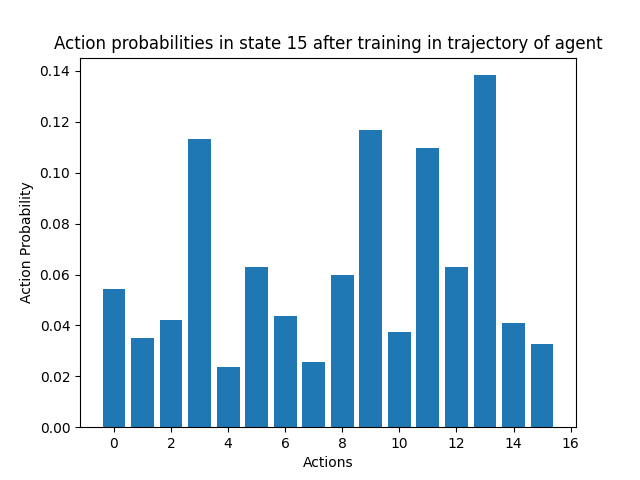 Action probabilities in state 15 after training in trajectory of agent
0.14
0.12
0.10
0.08
0.06
0.04
0.02
0.00
Action Probability
0 2 4 6 8 10 12 14 16
Actions